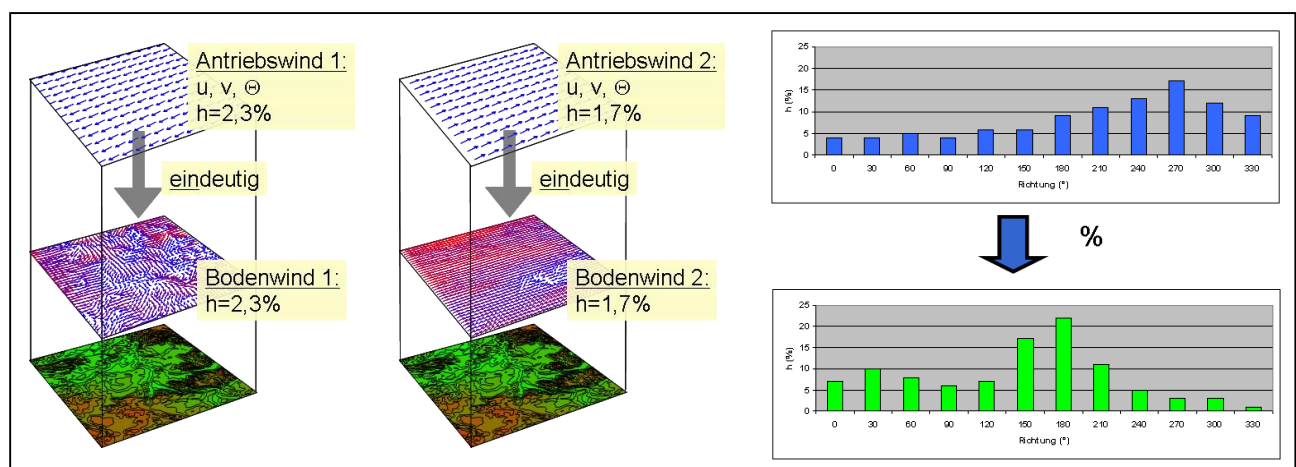 Antriebswind 1:
u, v, Θ
h=2,3%
eindeutig
Bodenwind 1:
h=2,3%
Antriebswind 2:
u, v, Θ
h=1,7%
eindeutig
Bodenwind 2:
h=1,7%
25
20
15
10
5
0
h (%)
0 30 60 90 120 150 180 210 240 270 300 330
Richtung (°)
%
25
20
15
10
5
0
h (%)
0 30 60 90 120 150 180 210 240 270 300 330
Richtung (°)